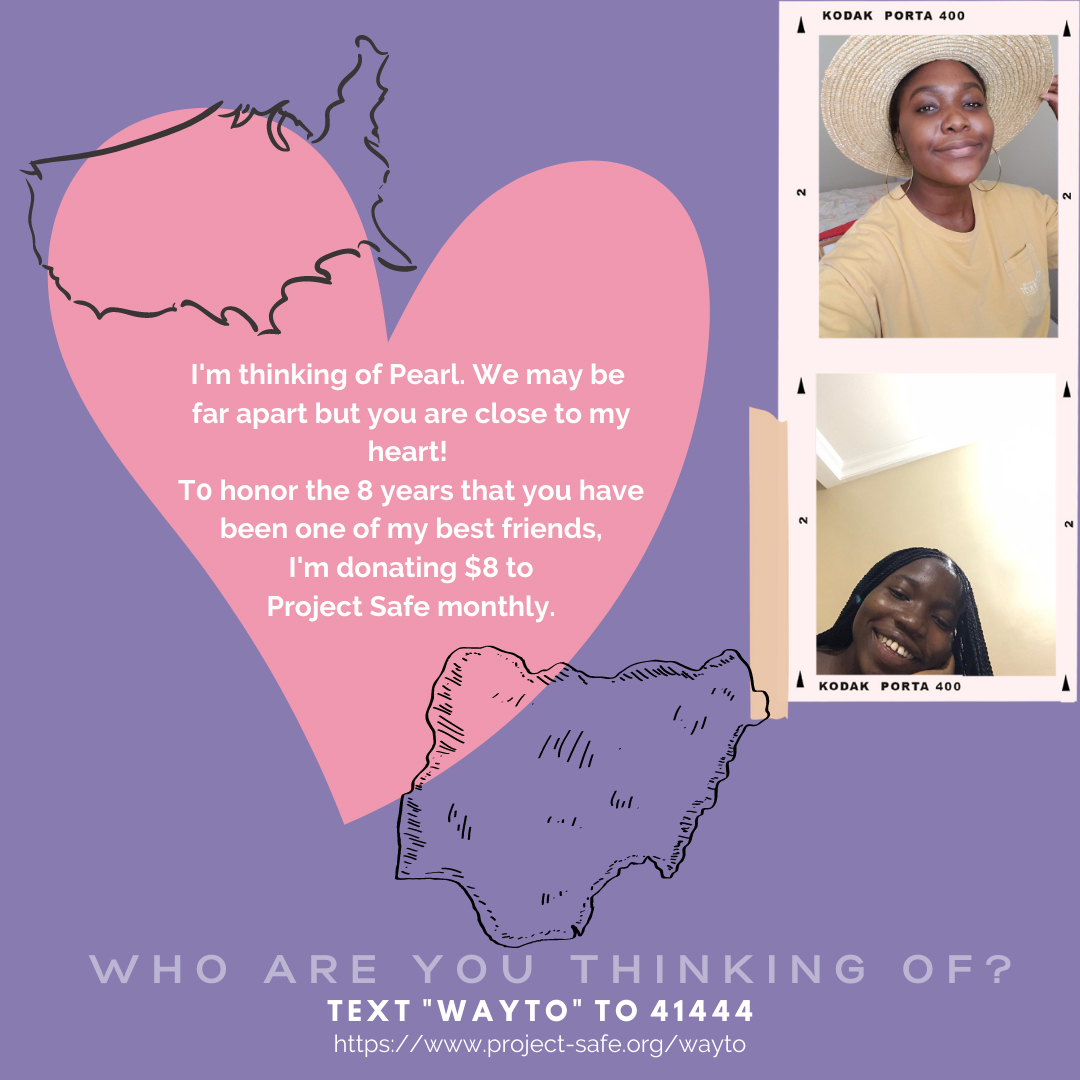 KODAK PORTA 400
2
2
I'm thinking of Pearl. We may be
far apart but you are close to my
heart!
T0 honor the 8 years that you have
been one of my best friends,
I'm donating $8 to
Project Safe monthly.
2
2
KODAK PORTA 400
WHO ARE YOU THINKING OF?
TEXT "WAYTO" TO 41444
https://www.project-safe.org/wayto